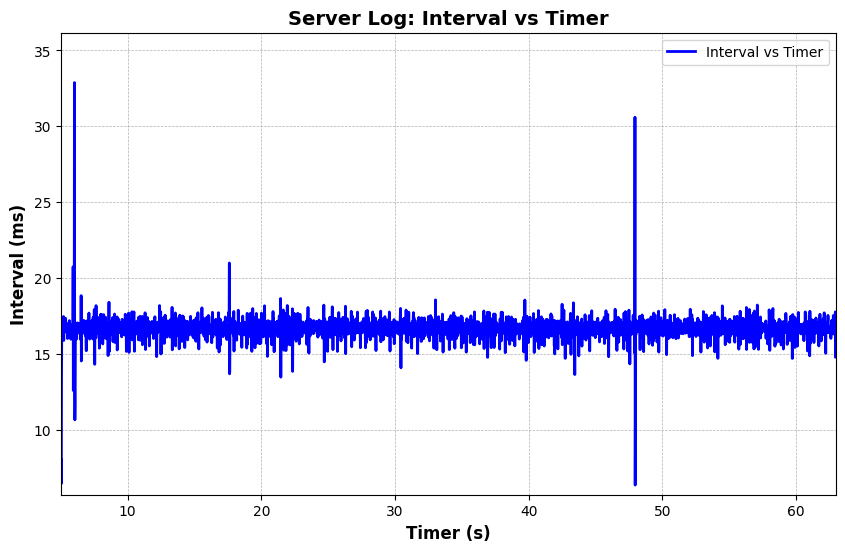 Server Log: Interval vs Timer
Interval vs Timer
35
30
25
20
15
10
Interval (ms)
10 20 30 40 50 60
Timer (s)